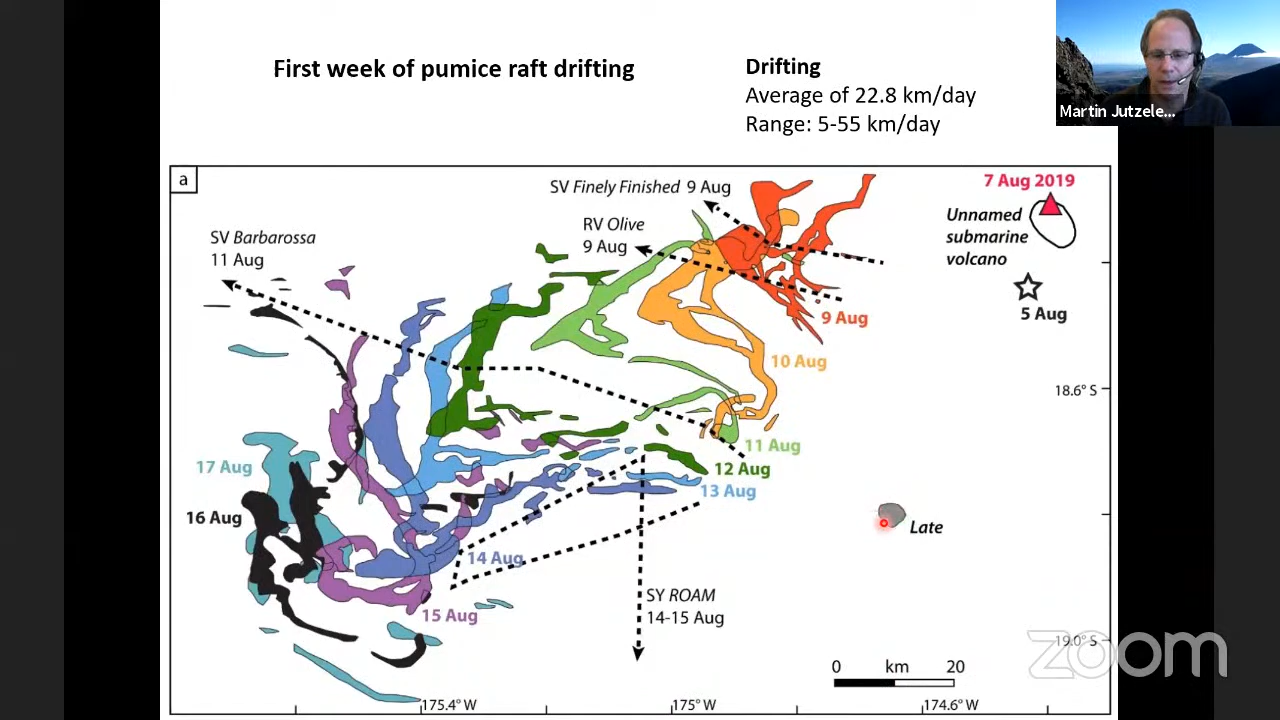 First week of pumice raft drifting
Drifting
Average of 22.8 km/day
Range: 5-55 km/day
Martin Jutzele...
a
SV Finely Finished 9 Aug
7 Aug 2019
Unnamed
submarine
volcano
RV Olive
9 Aug
SV Barbarossa
11 Aug
5 Aug
9 Aug
10 Aug
18.6°S
11 Aug
12 Aug
13 Aug
17 Aug
16 Aug
Late
14 Aug
15 Aug
SY ROAM
14-15 Aug
19.0°S
zoom
0 km 20
175.4°W
175°W
174.6°W